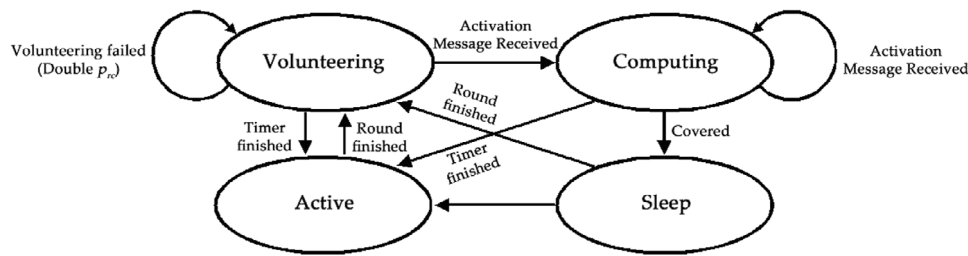 Volunteering failed
(Double p_rc)
Volunteering
Activation
Message Received
Computing
Activation
Message Received
Timer
finished
Round
finished
Round
finished
Timer
finished
Covered
Active
Sleep